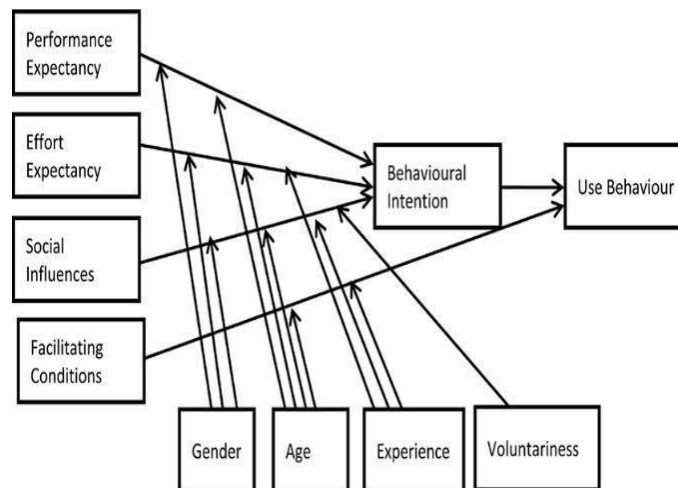 Performance
Expectancy
Effort
Expectancy
Behavioural
Intention
Use Behaviour
Social
Influences
Facilitating
Conditions
Gender
Age
Experience
Voluntariness